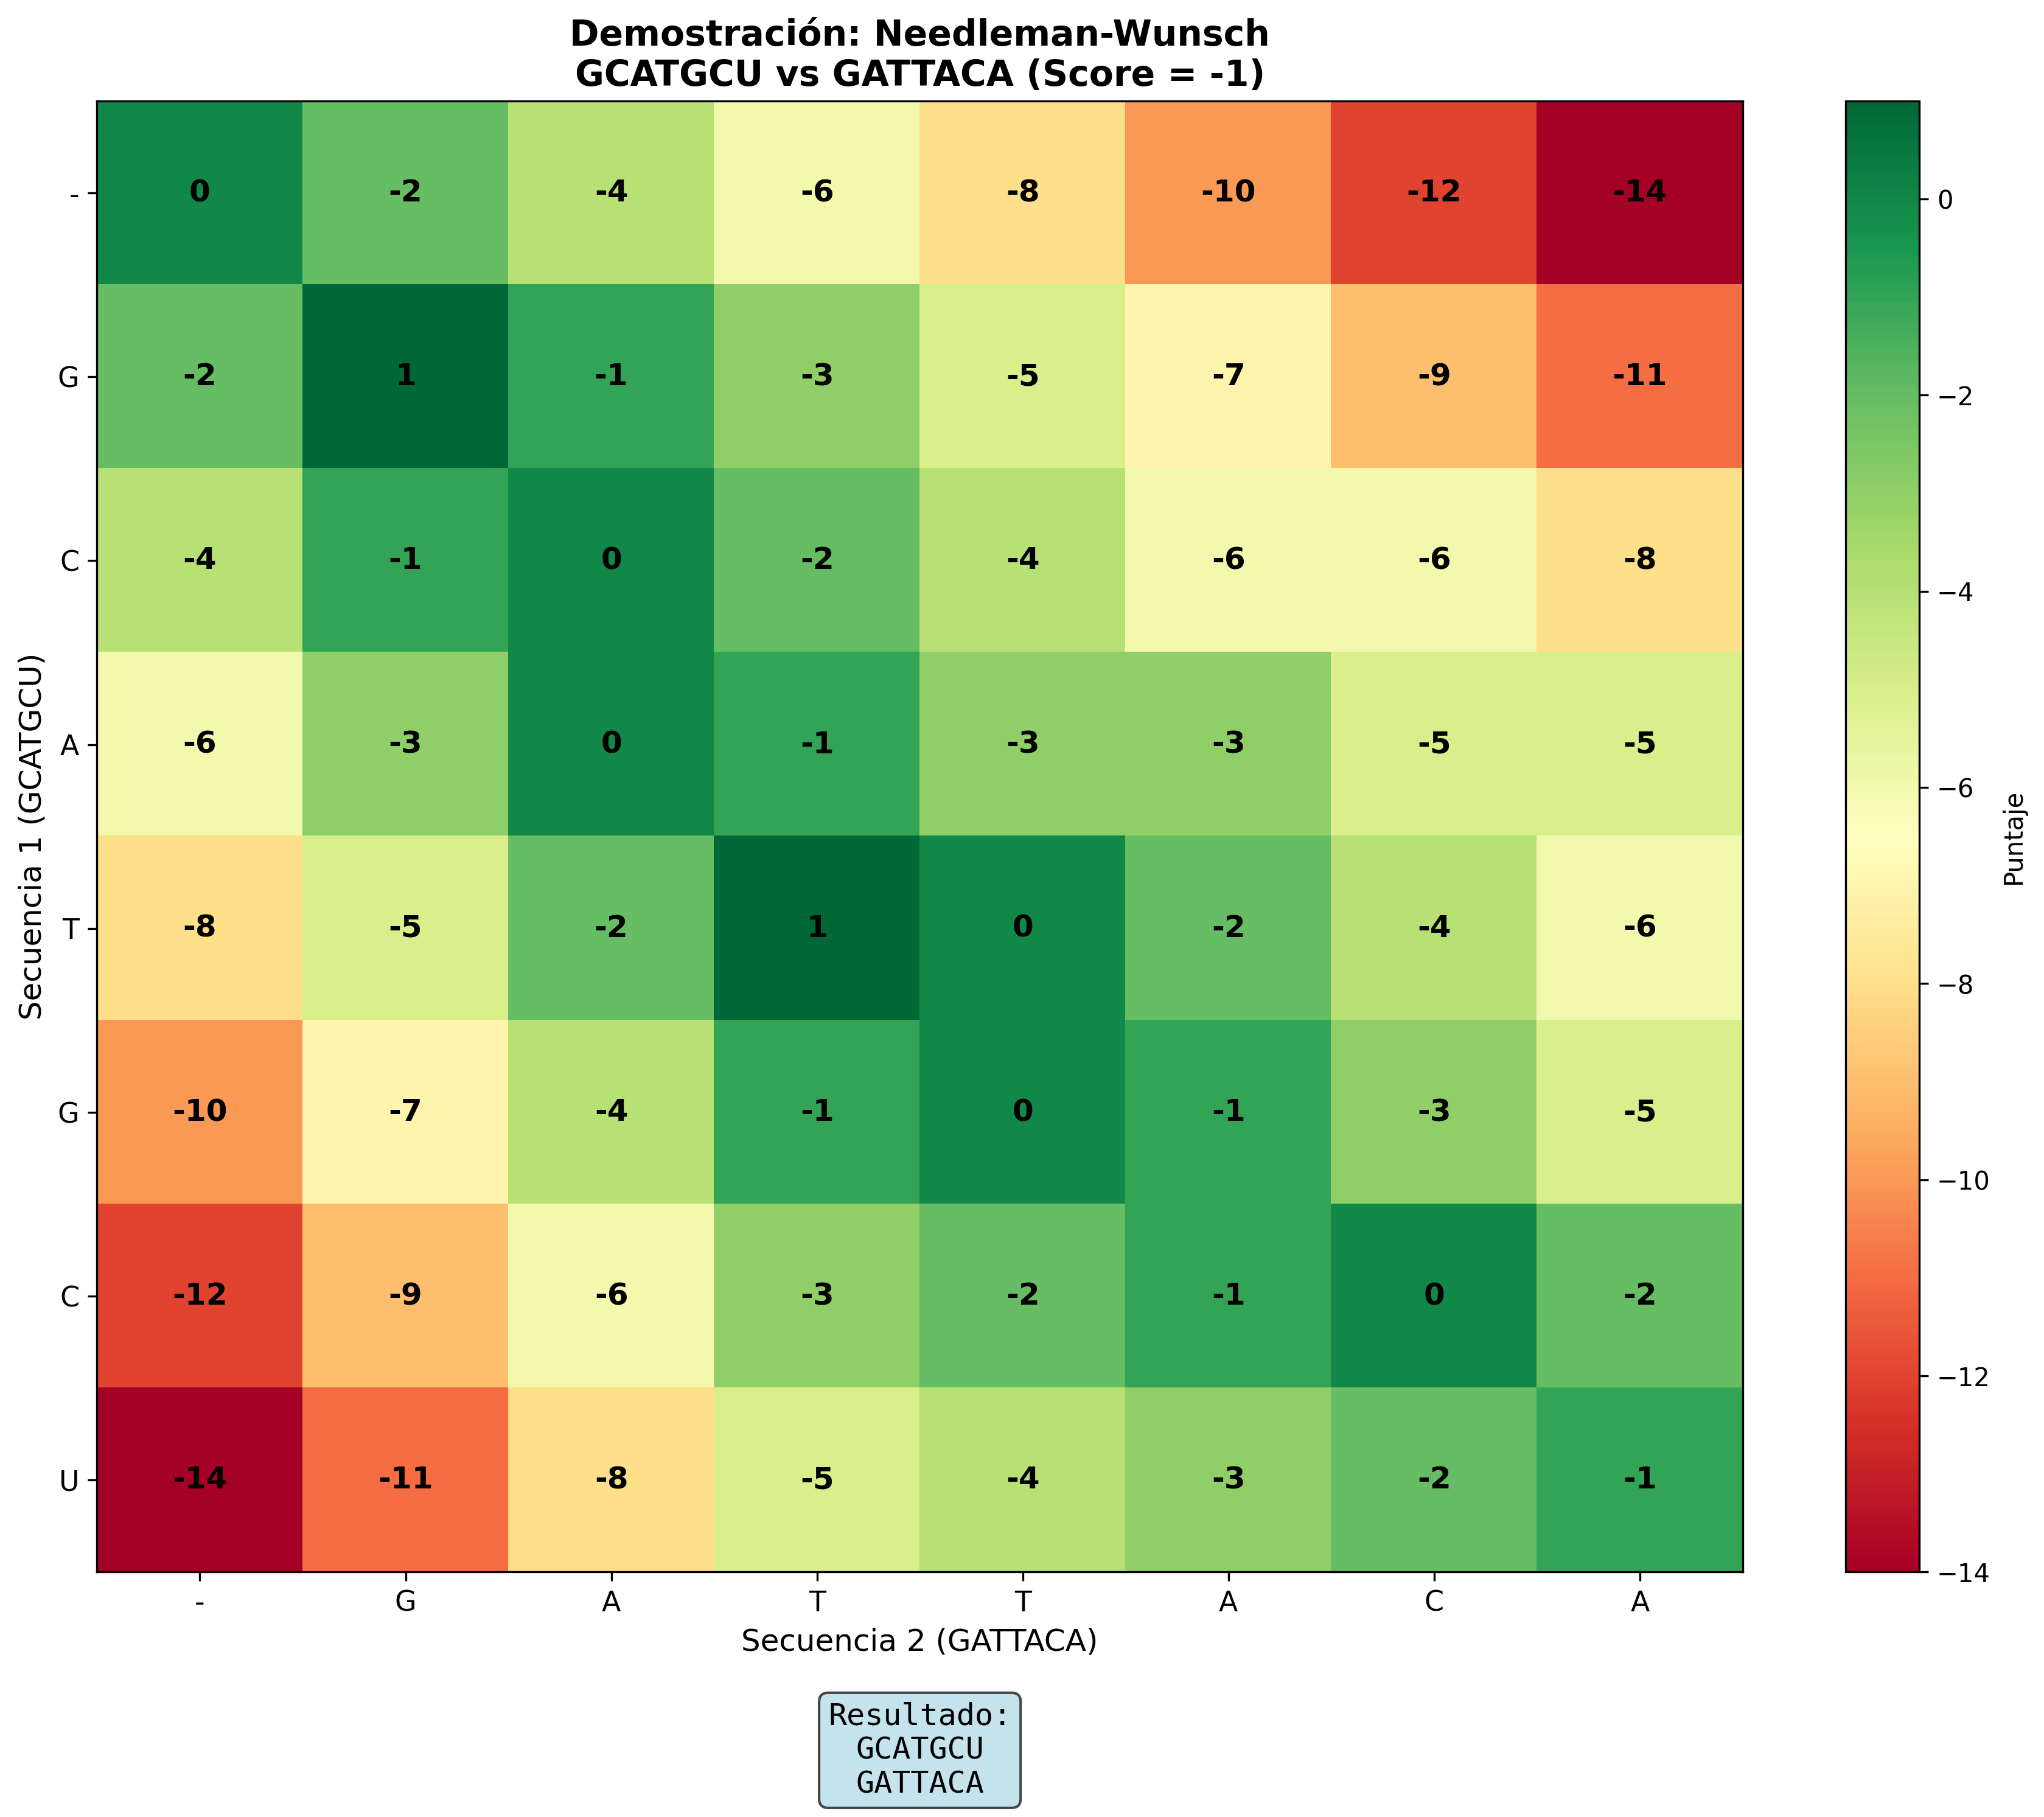 Demostración: Needleman-Wunsch
GCATGCU vs GATTACA (Score = -1)
- 0 -2 -4 -6 -8 -10 -12 -14
G -2 1 -1 -3 -5 -7 -9 -11
C -4 -1 0 -2 -4 -6 -6 -8
A -6 -3 0 -1 -3 -3 -5 -5
T -8 -5 -2 1 0 -2 -4 -6
G -10 -7 -4 -1 0 -1 -3 -5
C -12 -9 -6 -3 -2 -1 0 -2
U -14 -11 -8 -5 -4 -3 -2 -1
- G A T T A C A
Secuencia 1 (GCATGCU)
Secuencia 2 (GATTACA)
0
−2
−4
−6
−8
−10
−12
−14
Puntaje
Resultado:
GCATGCU
GATTACA